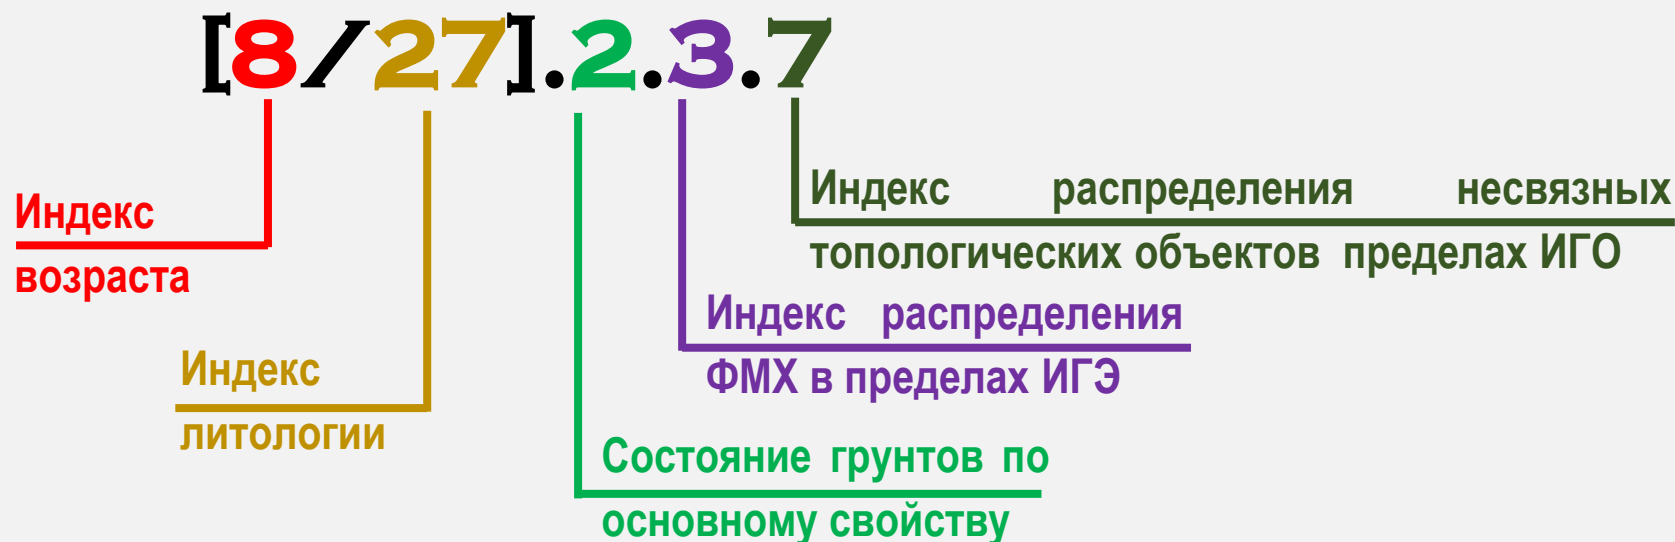 [8/27].2.3.7
Индекс
возраста
Индекс распределения несвязных
топологических объектов пределах ИГО
Индекс распределения
ФМХ в пределах ИГЭ
Индекс
литологии
Состояние грунтов по
основному свойству